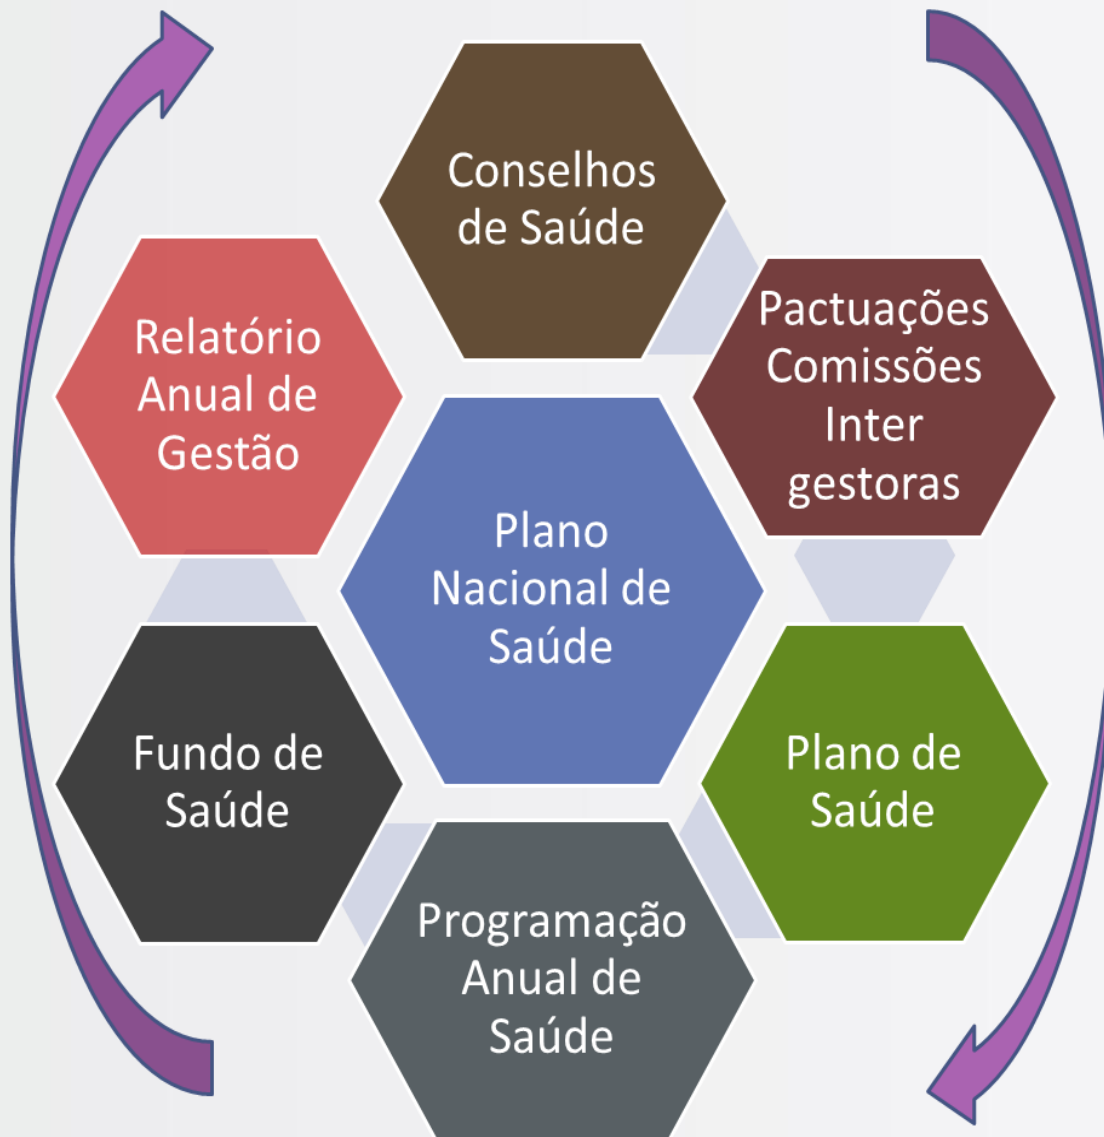 Conselhos
de Saúde
Pactuações
Comissões
Inter
gestoras
Relatório
Anual de
Gestão
Plano
Nacional de
Saúde
Fundo de
Saúde
Plano de
Saúde
Programação
Anual de
Saúde